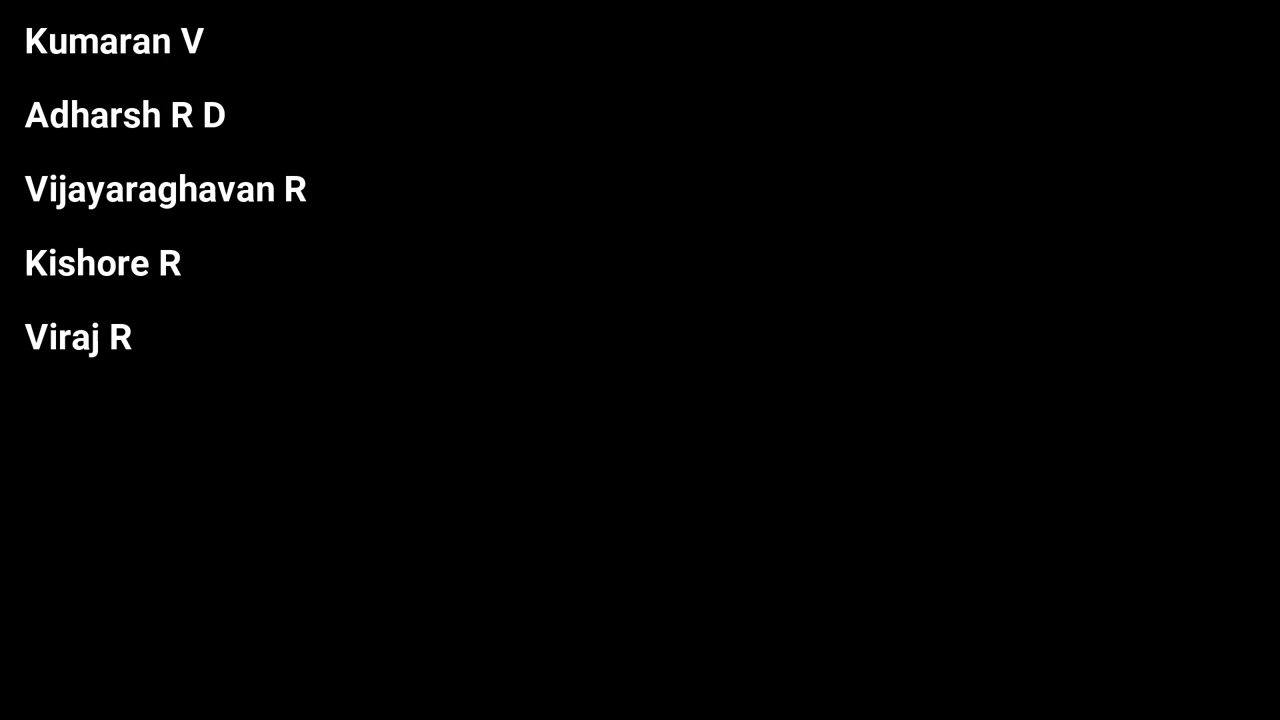 Kumaran V
Adharsh R D
Vijayaraghavan R
Kishore R
Viraj R